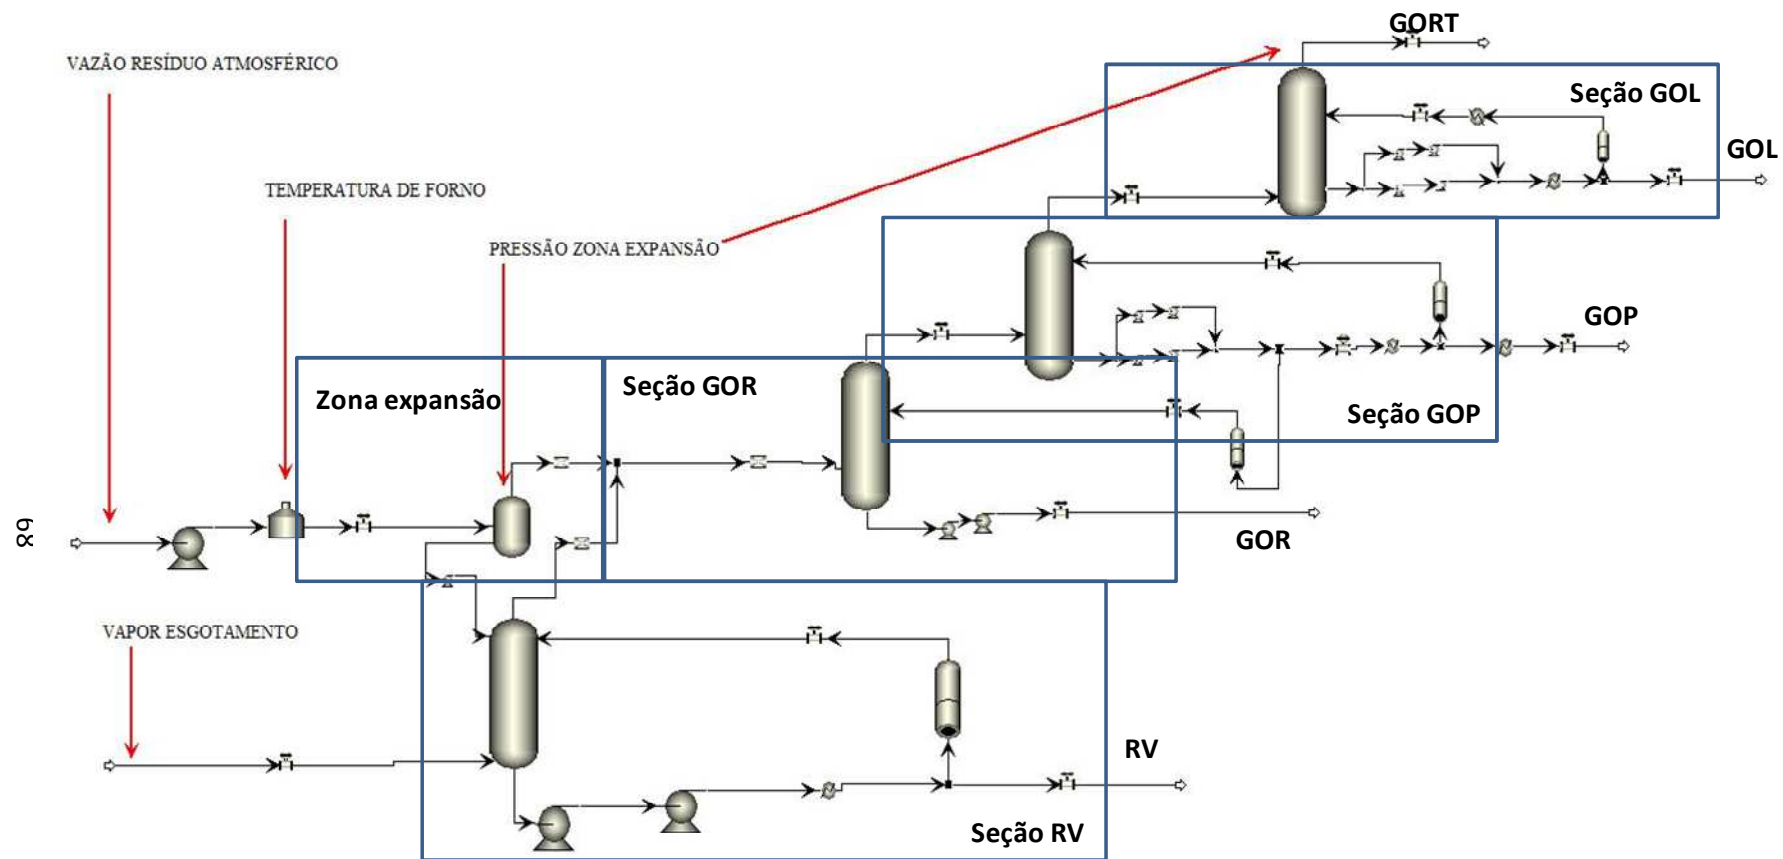 GORT
VAZÃO RESÍDUO ATMOSFÉRICO
Seção GOL
GOL
TEMPERATURA DE FORNO
PRESSÃO ZONA EXPANSÃO
GOP
Seção GOR
Zona expansão
Seção GOP
89
GOR
VAPOR ESGOTAMENTO
RV
Seção RV